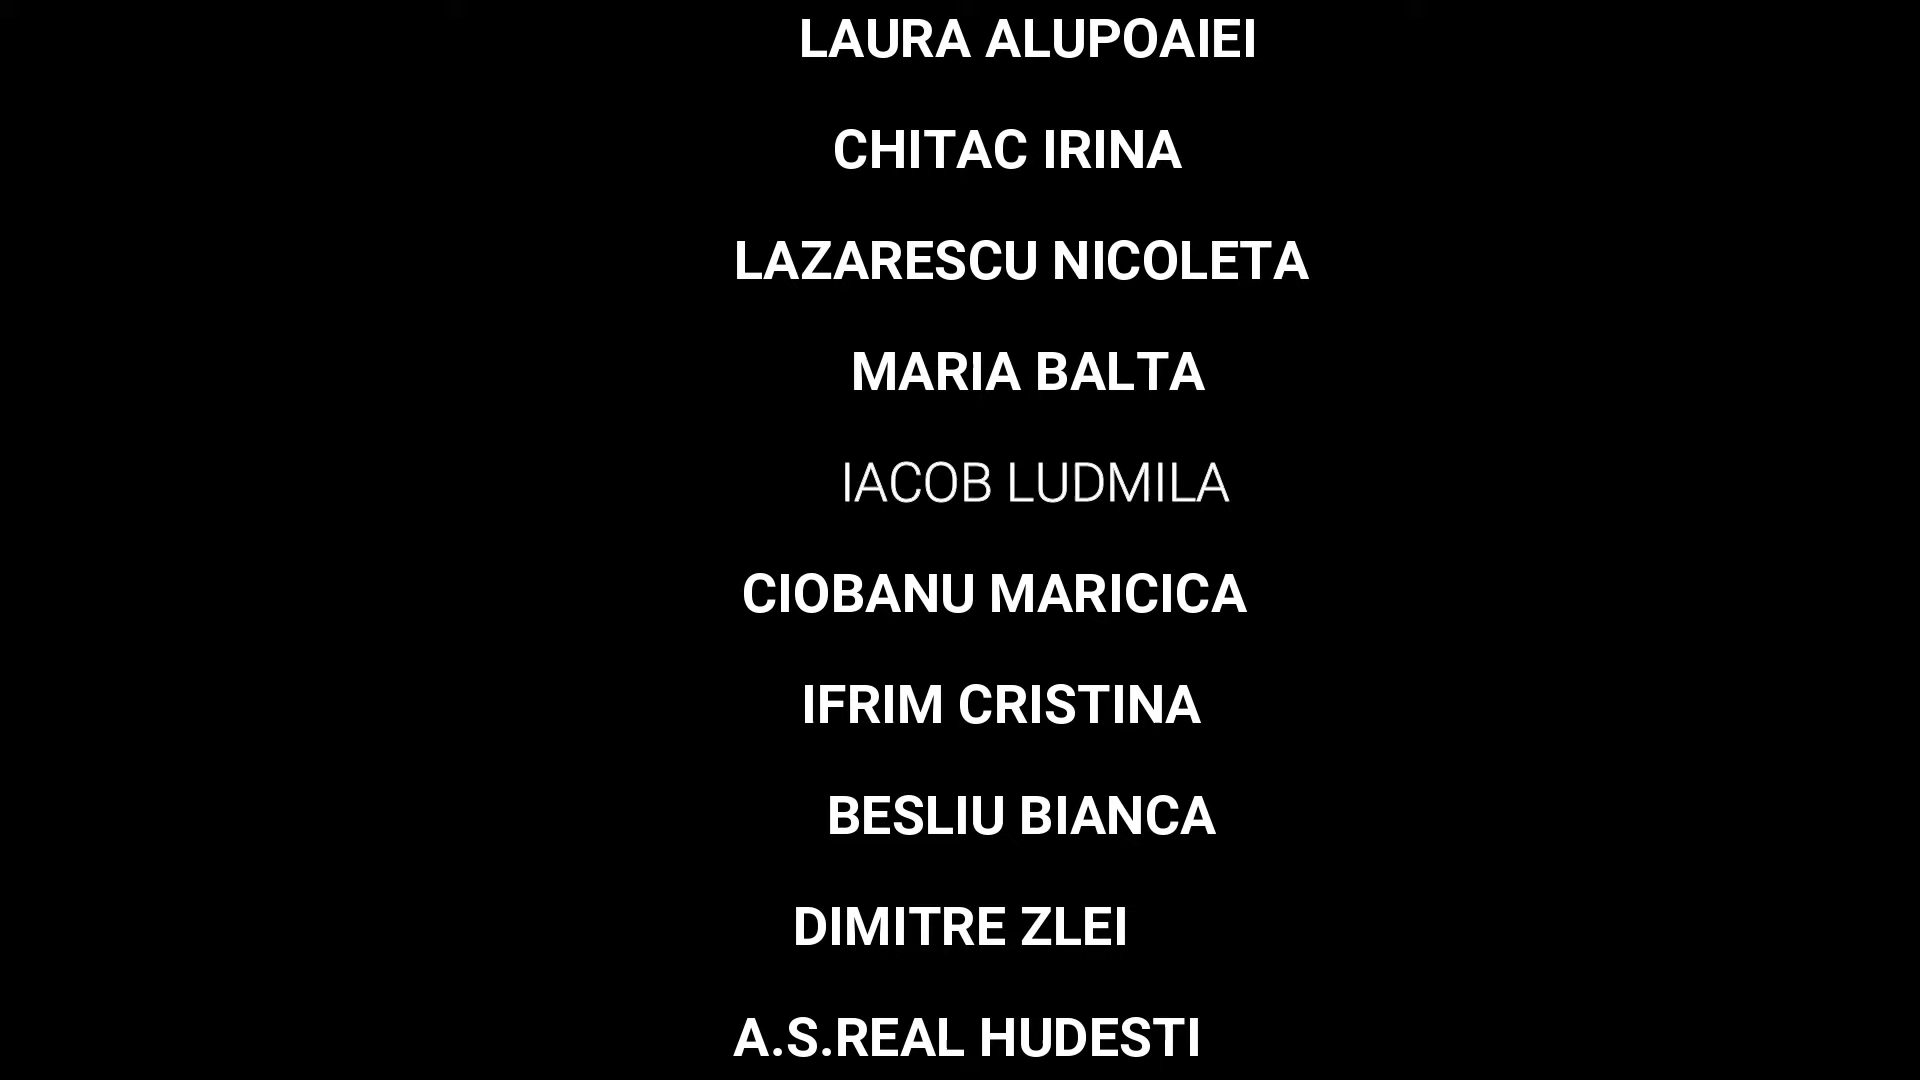 LAURA ALUPOAIEI
CHITAC IRINA
LAZARESCU NICOLETA
MARIA BALTA
IACOB LUDMILA
CIOBANU MARICICA
IFRIM CRISTINA
BESLIU BIANCA
DIMITRE ZLEI
A.S.REAL HUDESTI